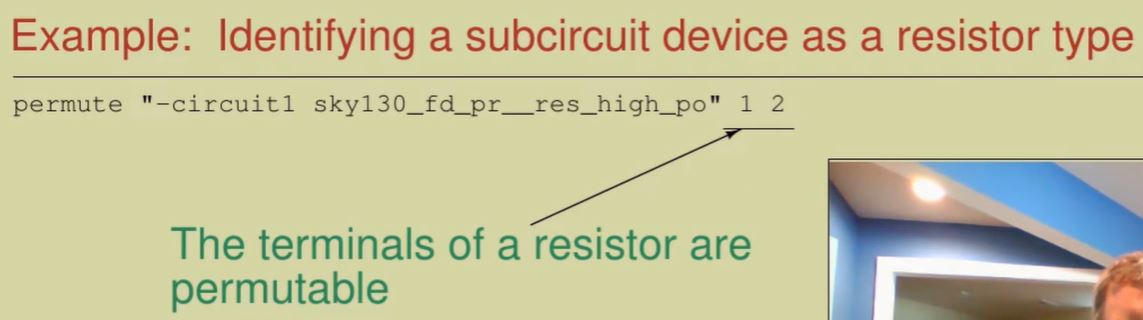 Example: Identifying a subcircuit device as a resistor type
permute "-circuit1 sky130_fd_pr__res_high_po" 1 2
The terminals of a resistor are
permutable